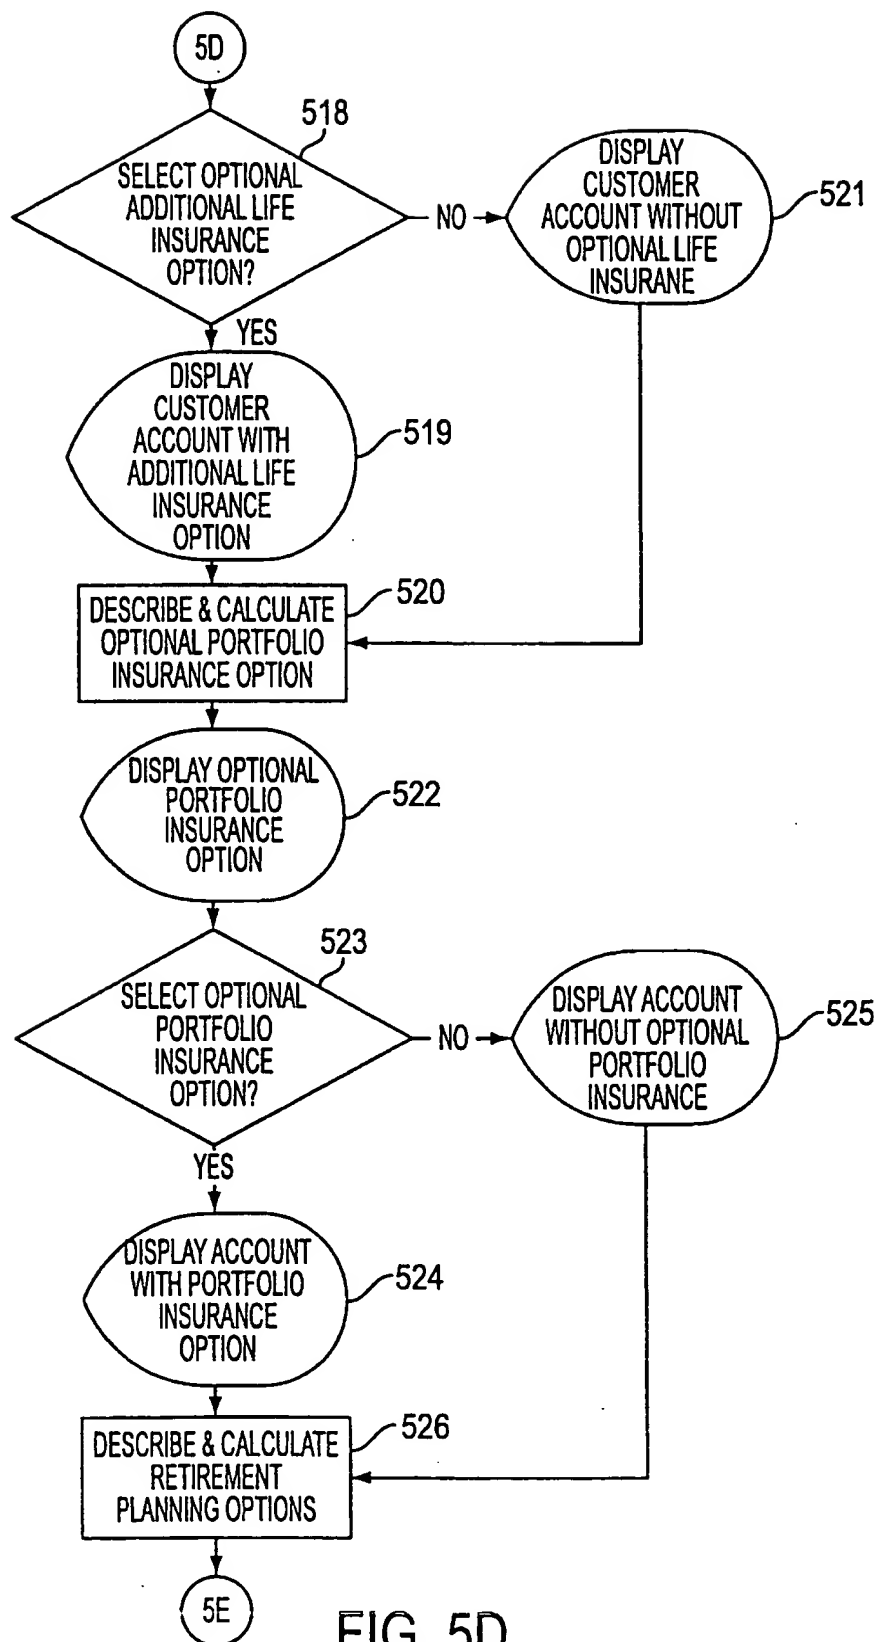 5D
518
SELECT OPTIONAL
ADDITIONAL LIFE
INSURANCE
OPTION?
NO
DISPLAY
CUSTOMER
ACCOUNT WITHOUT
OPTIONAL LIFE
INSURANE
521
YES
DISPLAY
CUSTOMER
ACCOUNT WITH
ADDITIONAL LIFE
INSURANCE
OPTION
519
DESCRIBE & CALCULATE
OPTIONAL PORTFOLIO
INSURANCE OPTION
520
DISPLAY OPTIONAL
PORTFOLIO
INSURANCE
OPTION
522
523
SELECT OPTIONAL
PORTFOLIO
INSURANCE
OPTION?
NO
DISPLAY ACCOUNT
WITHOUT OPTIONAL
PORTFOLIO
INSURANCE
525
YES
DISPLAY ACCOUNT
WITH PORTFOLIO
INSURANCE
OPTION
524
DESCRIBE & CALCULATE
RETIREMENT
PLANNING OPTIONS
526
5E
FIG. 5D